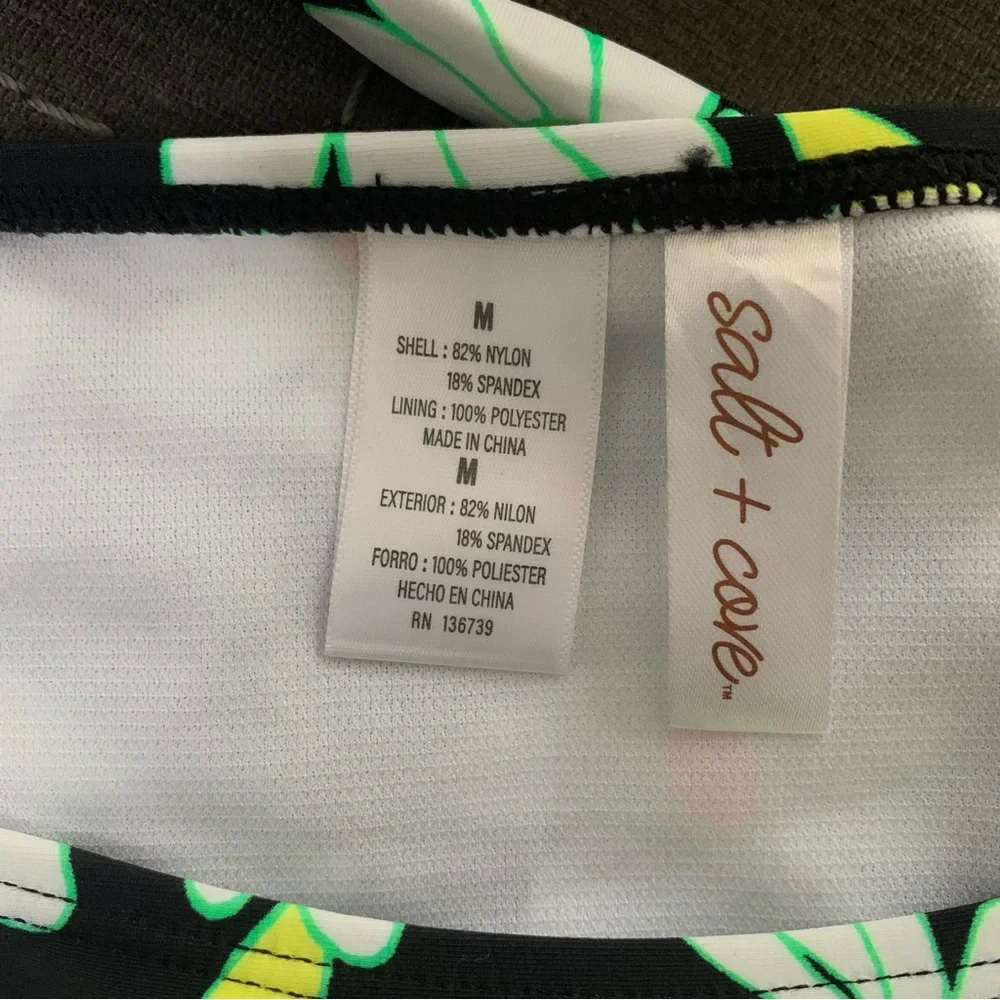 M
SHELL : 82% NYLON
18% SPANDEX
LINING : 100% POLYESTER
MADE IN CHINA
M
EXTERIOR : 82% NILON
18% SPANDEX
FORRO : 100% POLIESTER
HECHO EN CHINA
RN 136739
salt + cove™